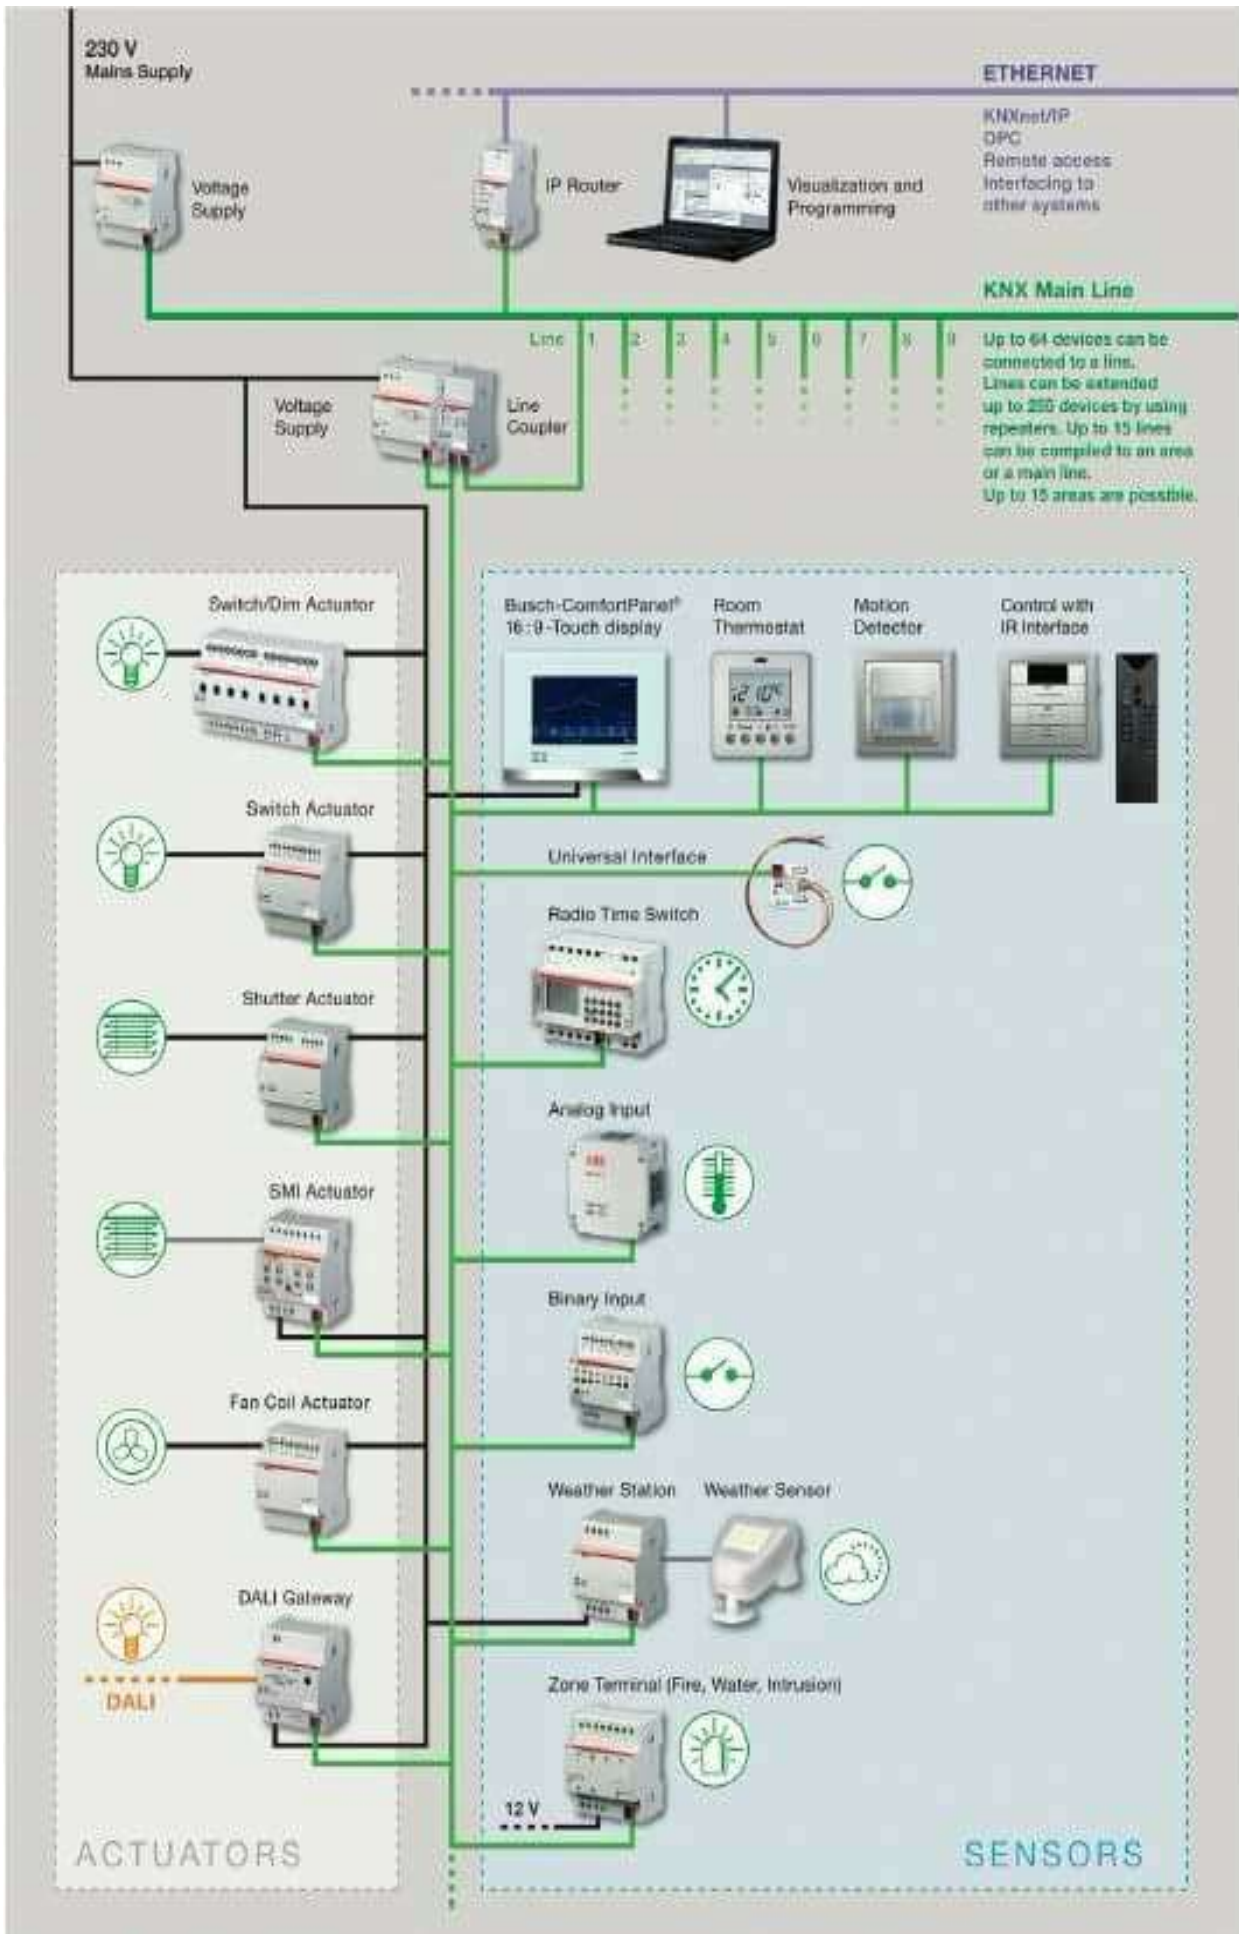 230 V
Mains Supply
ETHERNET
KNXnet/IP
OPC
Remote access
Interfacing to
other systems
Voltage
Supply
IP Router
Visualization and
Programming
KNX Main Line
Line 1 2 3 4 5 6 7 8 9
Up to 64 devices can be
connected to a line.
Lines can be extended
up to 255 devices by using
repeaters. Up to 15 lines
can be compiled to an area
or a main line.
Up to 15 areas are possible.
Voltage
Supply
Line
Coupler
Switch/Dim Actuator
Switch Actuator
Shutter Actuator
SMI Actuator
Fan Coil Actuator
DALI Gateway
DALI
ACTUATORS
Busch-ComfortPanel®
16:9-Touch display
Room
Thermostat
Motion
Detector
Control with
IR Interface
Universal Interface
Radio Time Switch
Analog Input
ABB
Binary Input
Weather Station
Weather Sensor
Zone Terminal (Fire, Water, Intrusion)
12 V
SENSORS